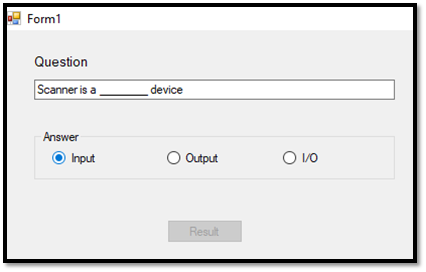 Form1
Question
Scanner is a ________ device
Answer
Input Output I/O
Result